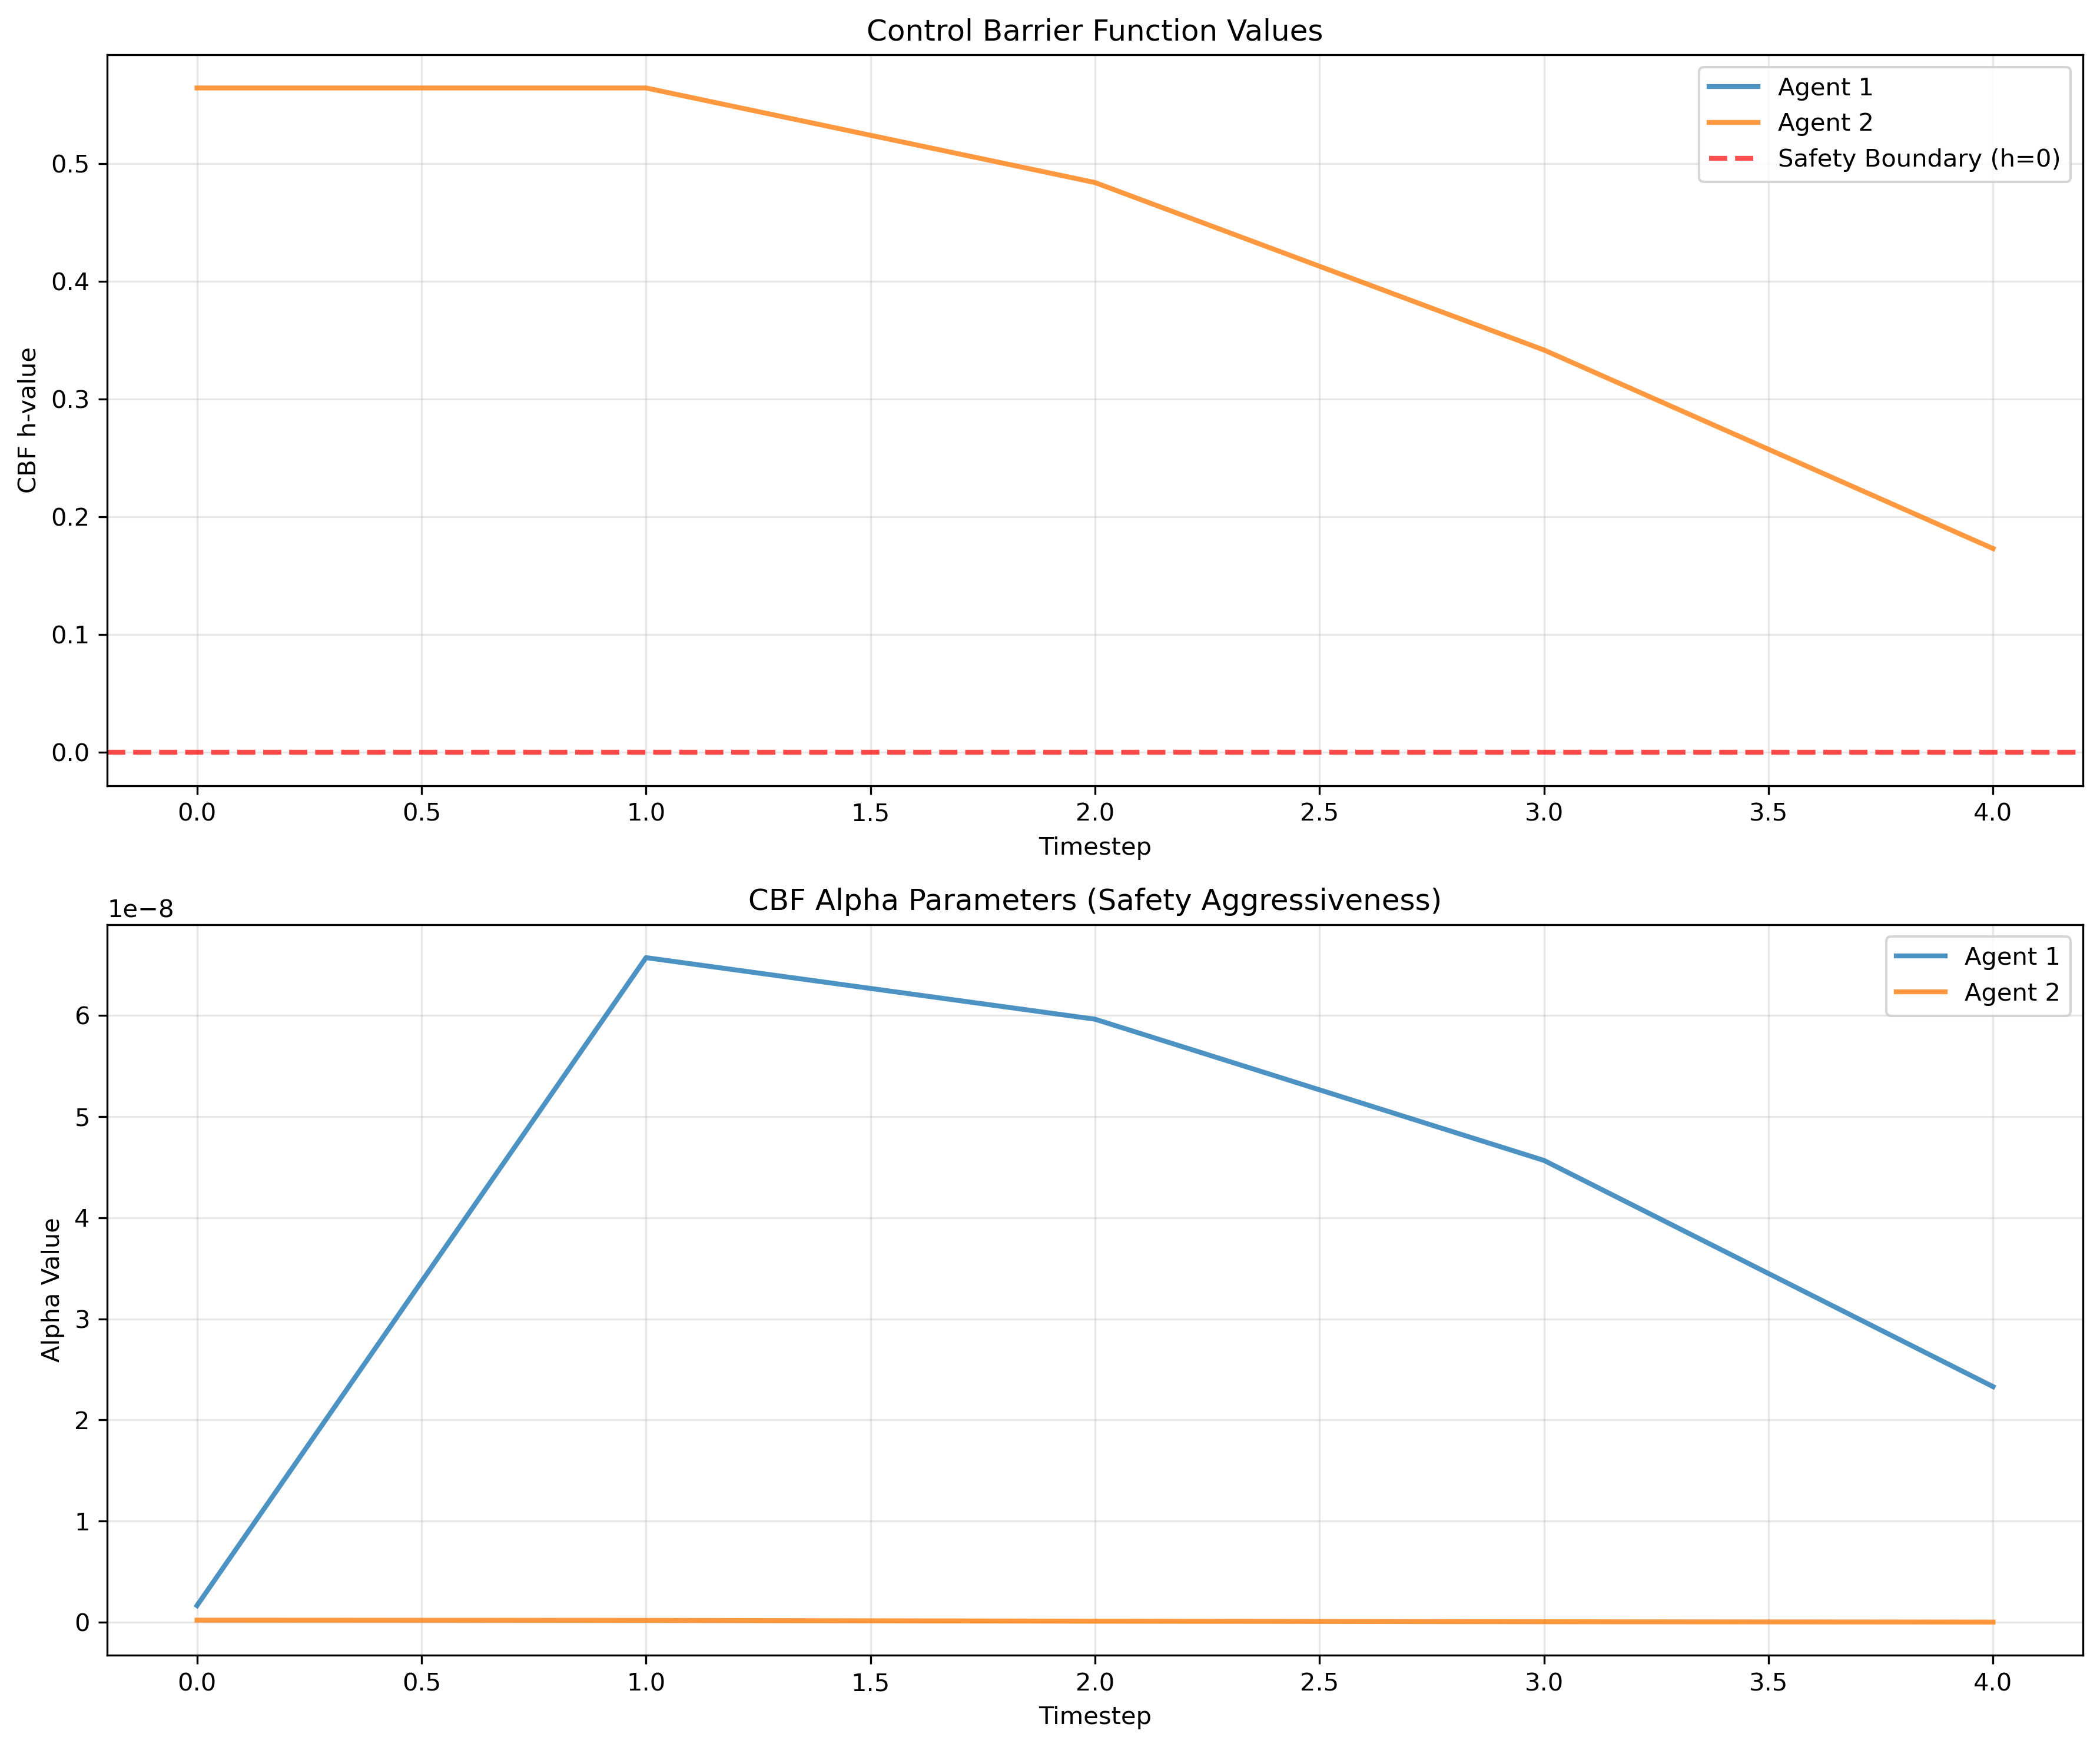 Control Barrier Function Values
Agent 1
Agent 2
Safety Boundary (h=0)
CBF h-value
0.5
0.4
0.3
0.2
0.1
0.0
0.0 0.5 1.0 1.5 2.0 2.5 3.0 3.5 4.0
Timestep
CBF Alpha Parameters (Safety Aggressiveness)
1e−8
Agent 1
Agent 2
Alpha Value
6
5
4
3
2
1
0
0.0 0.5 1.0 1.5 2.0 2.5 3.0 3.5 4.0
Timestep